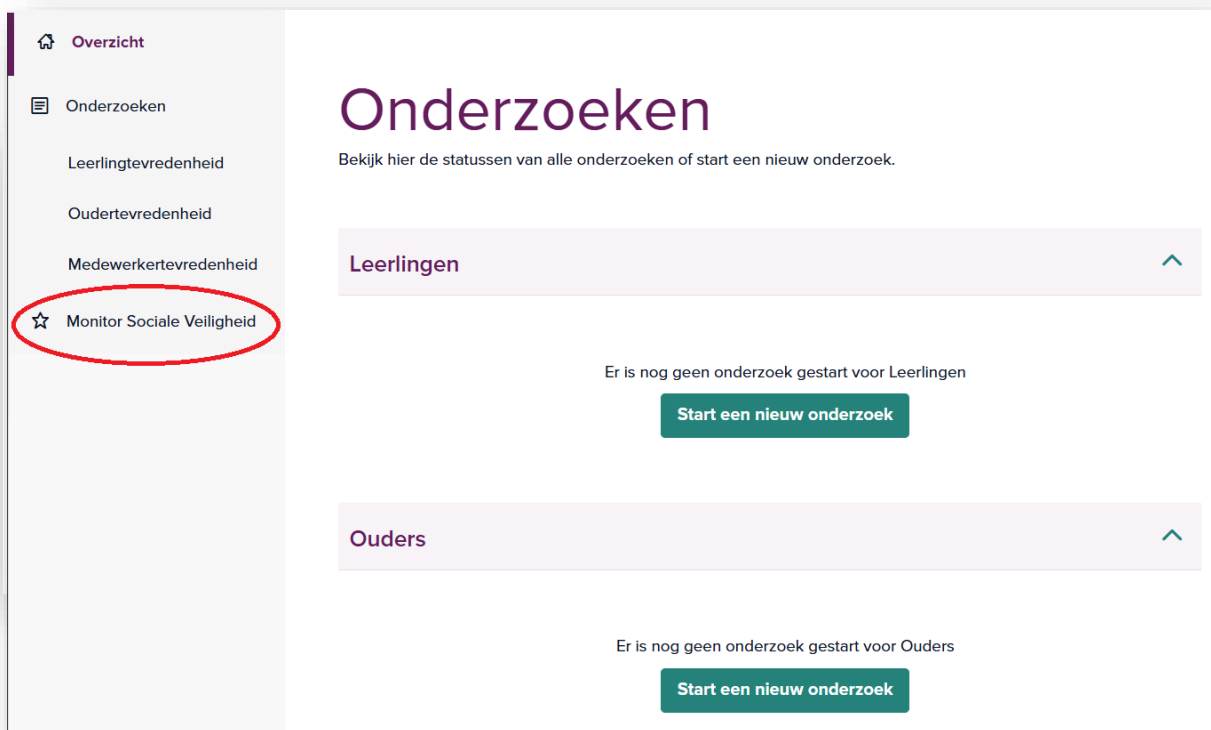 Overzicht
Onderzoeken
Leerlingtevredenheid
Oudertevredenheid
Medewerkertevredenheid
Monitor Sociale Veiligheid
Onderzoeken
Bekijk hier de statussen van alle onderzoeken of start een nieuw onderzoek.
Leerlingen
Er is nog geen onderzoek gestart voor Leerlingen
Start een nieuw onderzoek
Ouders
Er is nog geen onderzoek gestart voor Ouders
Start een nieuw onderzoek